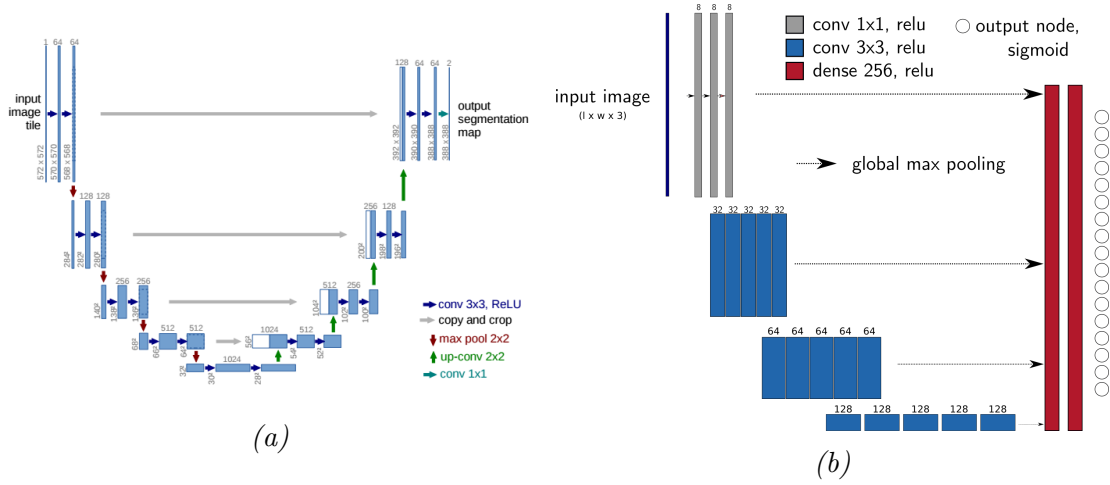 1 64 64
input
image
tile
572 x 572
570 x 570
568 x 568
128 64 64 2
output
segmentation
map
392 x 392
390 x 390
388 x 388
388 x 388
128 128
284²
282²
280²
256 128
200²
198²
196²
256 256
140²
138²
136²
512 256
104²
102²
100²
512 512
68²
66²
64²
1024 512
56²
54²
52²
1024
32²
30²
28²
conv 3x3, ReLU
copy and crop
max pool 2x2
up-conv 2x2
conv 1x1
(a)
8 8 8
conv 1x1, relu
conv 3x3, relu
dense 256, relu
output node,
sigmoid
input image
(l x w x 3)
global max pooling
32 32 32 32 32
64 64 64 64 64
128 128 128 128 128
(b)